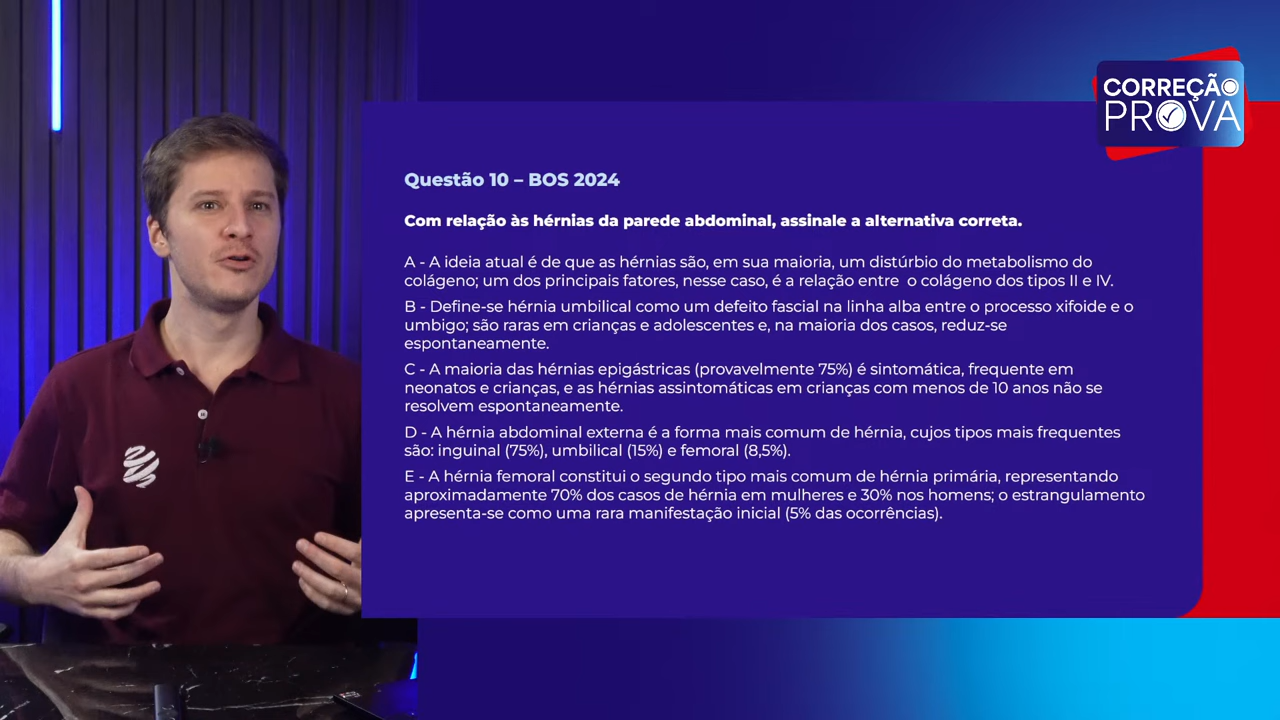 CORREÇÃO
PROVA
Questão 10 – BOS 2024
Com relação às hérnias da parede abdominal, assinale a alternativa correta.
A - A ideia atual é de que as hérnias são, em sua maioria, um distúrbio do metabolismo do
colágeno; um dos principais fatores, nesse caso, é a relação entre  o colágeno dos tipos II e IV.
B - Define-se hérnia umbilical como um defeito fascial na linha alba entre o processo xifoide e o
umbigo; são raras em crianças e adolescentes e, na maioria dos casos, reduz-se
espontaneamente.
C - A maioria das hérnias epigástricas (provavelmente 75%) é sintomática, frequente em
neonatos e crianças, e as hérnias assintomáticas em crianças com menos de 10 anos não se
resolvem espontaneamente.
D - A hérnia abdominal externa é a forma mais comum de hérnia, cujos tipos mais frequentes
são: inguinal (75%), umbilical (15%) e femoral (8,5%).
E - A hérnia femoral constitui o segundo tipo mais comum de hérnia primária, representando
aproximadamente 70% dos casos de hérnia em mulheres e 30% nos homens; o estrangulamento
apresenta-se como uma rara manifestação inicial (5% das ocorrências).